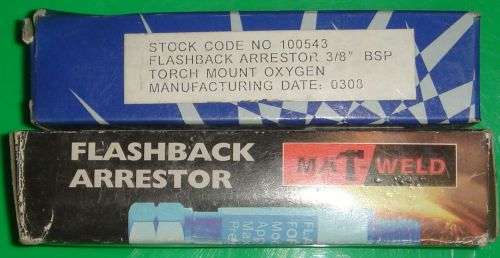 STOCK CODE NO 100543
FLASHBACK ARRESTOR 3/8" BSP
TORCH MOUNT OXYGEN
MANUFACTURING DATE: 0308
FLASHBACK
ARRESTOR
MATWELD